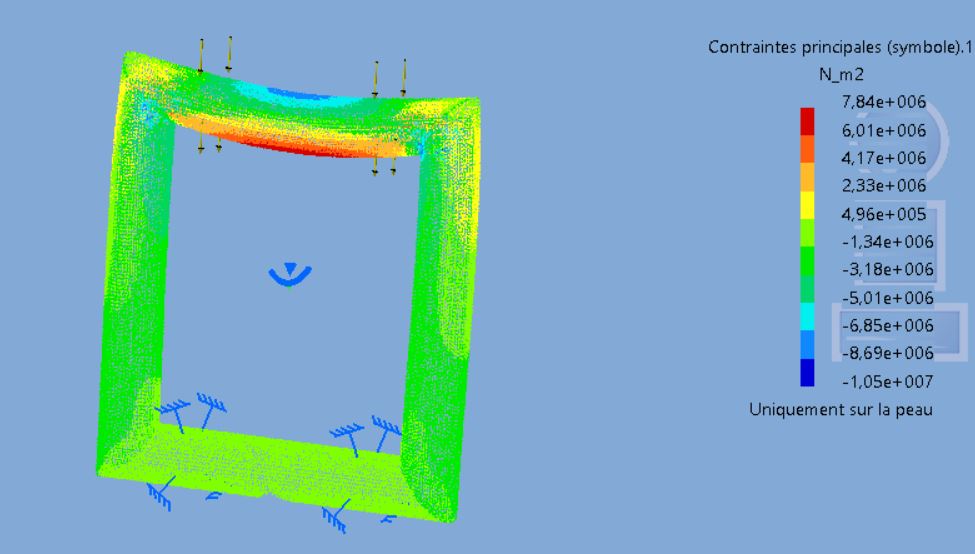 Contraintes principales (symbole).1
N_m2
7,84e+006
6,01e+006
4,17e+006
2,33e+006
4,96e+005
-1,34e+006
-3,18e+006
-5,01e+006
-6,85e+006
-8,69e+006
-1,05e+007
Uniquement sur la peau